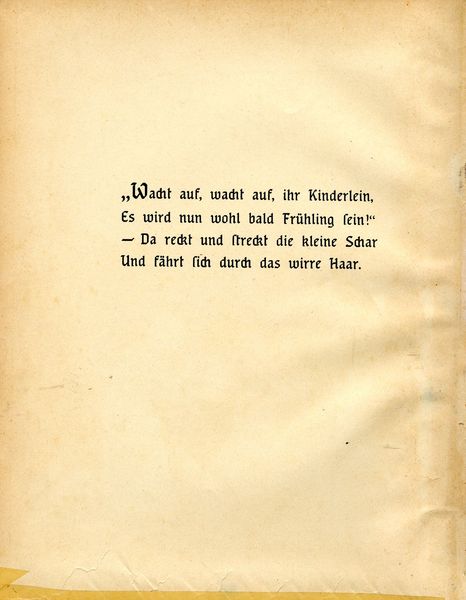 „Wacht auf, wacht auf, ihr Kinderlein,
Es wird nun wohl bald Frühling sein!“
— Da reckt und streckt die kleine Schar
Und fährt sich durch das wirre Haar.